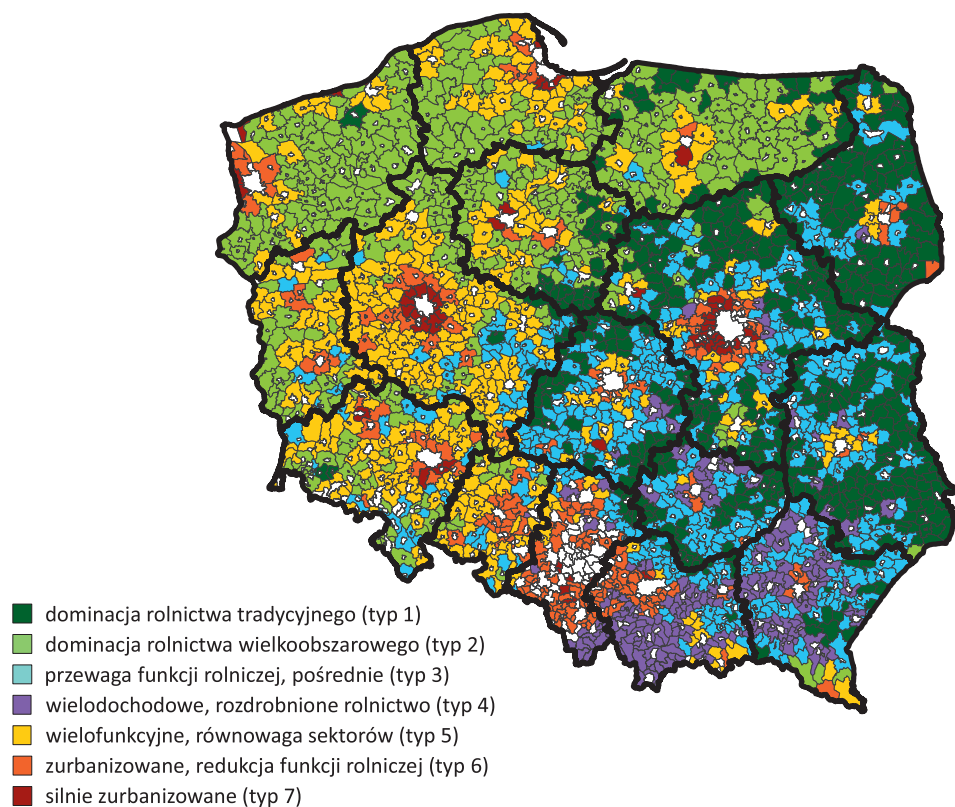 dominacja rolnictwa tradycyjnego (typ 1)
dominacja rolnictwa wielkoobszarowego (typ 2)
przewaga funkcji rolniczej, pośrednie (typ 3)
wielodochodowe, rozdrobnione rolnictwo (typ 4)
wielofunkcyjne, równowaga sektorów (typ 5)
zurbanizowane, redukcja funkcji rolniczej (typ 6)
silnie zurbanizowane (typ 7)